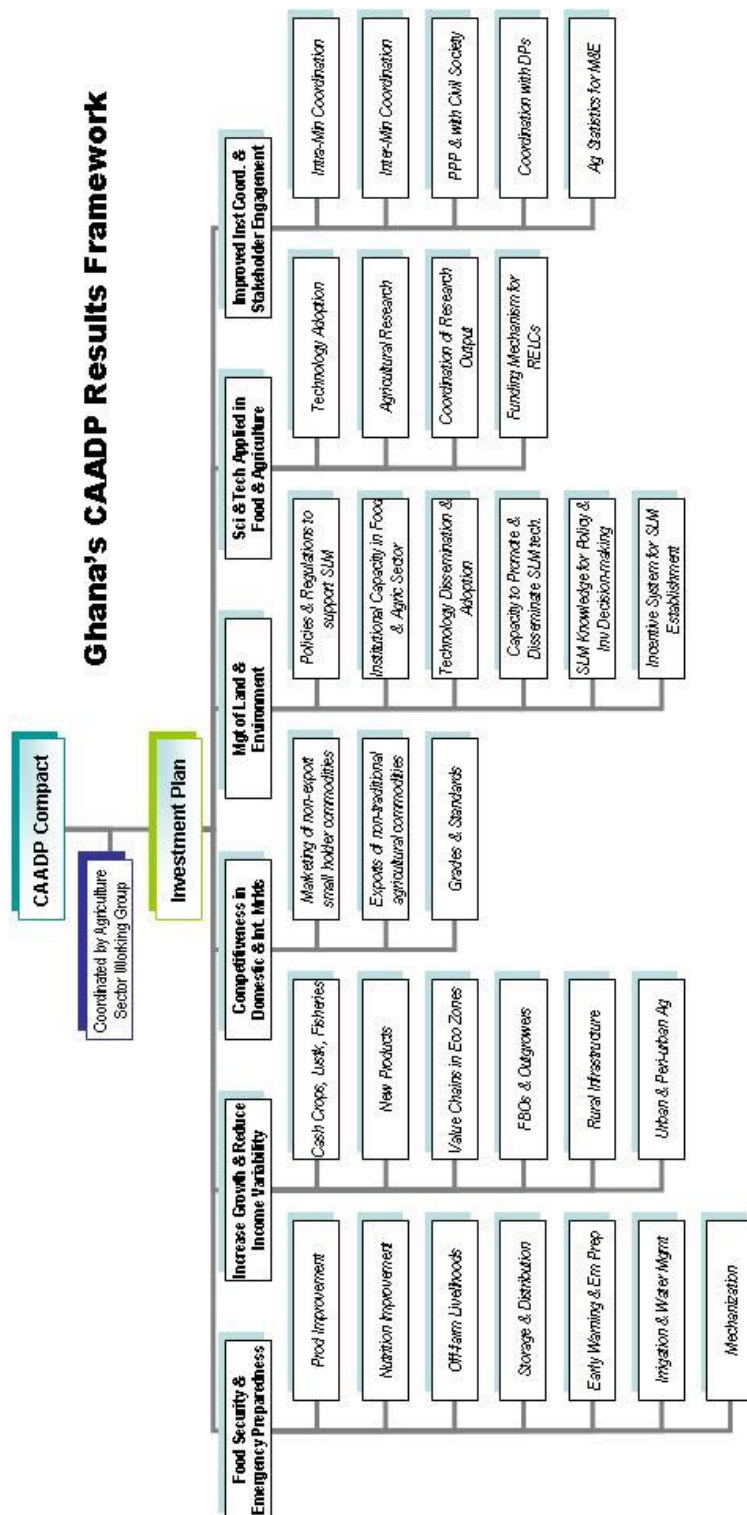 Ghana's CAADP Results Framework
CAADP Compact
Coordinated by Agriculture
Sector Working Group
Investment Plan
Food Security &
Emergency Preparedness
Prod Improvement
Nutrition Improvement
Off-farm Livelihoods
Storage & Distribution
Early Warning & Em Prep
Irrigation & Water Mgmt
Mechanization
Increase Growth & Reduce
Income Variability
Cash Crops, Lvstk, Fisheries
New Products
Value Chains in Eco Zones
FBOs & Outgrowers
Rural Infrastructure
Urban & Peri-urban Ag
Competitiveness in
Domestic & Int. Mrkts
Marketing of non-export
small holder commodities
Exports of non-traditional
agricultural commodities
Grades & Standards
Mgt of Land &
Environment
Policies & Regulations to
support SLM
Institutional Capacity in Food
& Agric Sector
Technology Dissemination &
Adoption
Capacity to Promote &
Disseminate SLM tech.
SLM Knowledge for Policy &
Inv Decision-making
Incentive System for SLM
Establishment
Sci & Tech Applied in
Food & Agriculture
Technology Adoption
Agricultural Research
Coordination of Research
Output
Funding Mechanism for
RELCs
Improved Inst Coord. &
Stakeholder Engagement
Intra-Min Coordination
Inter-Min Coordination
PPP & with Civil Society
Coordination with DPs
Ag Statistics for M&E